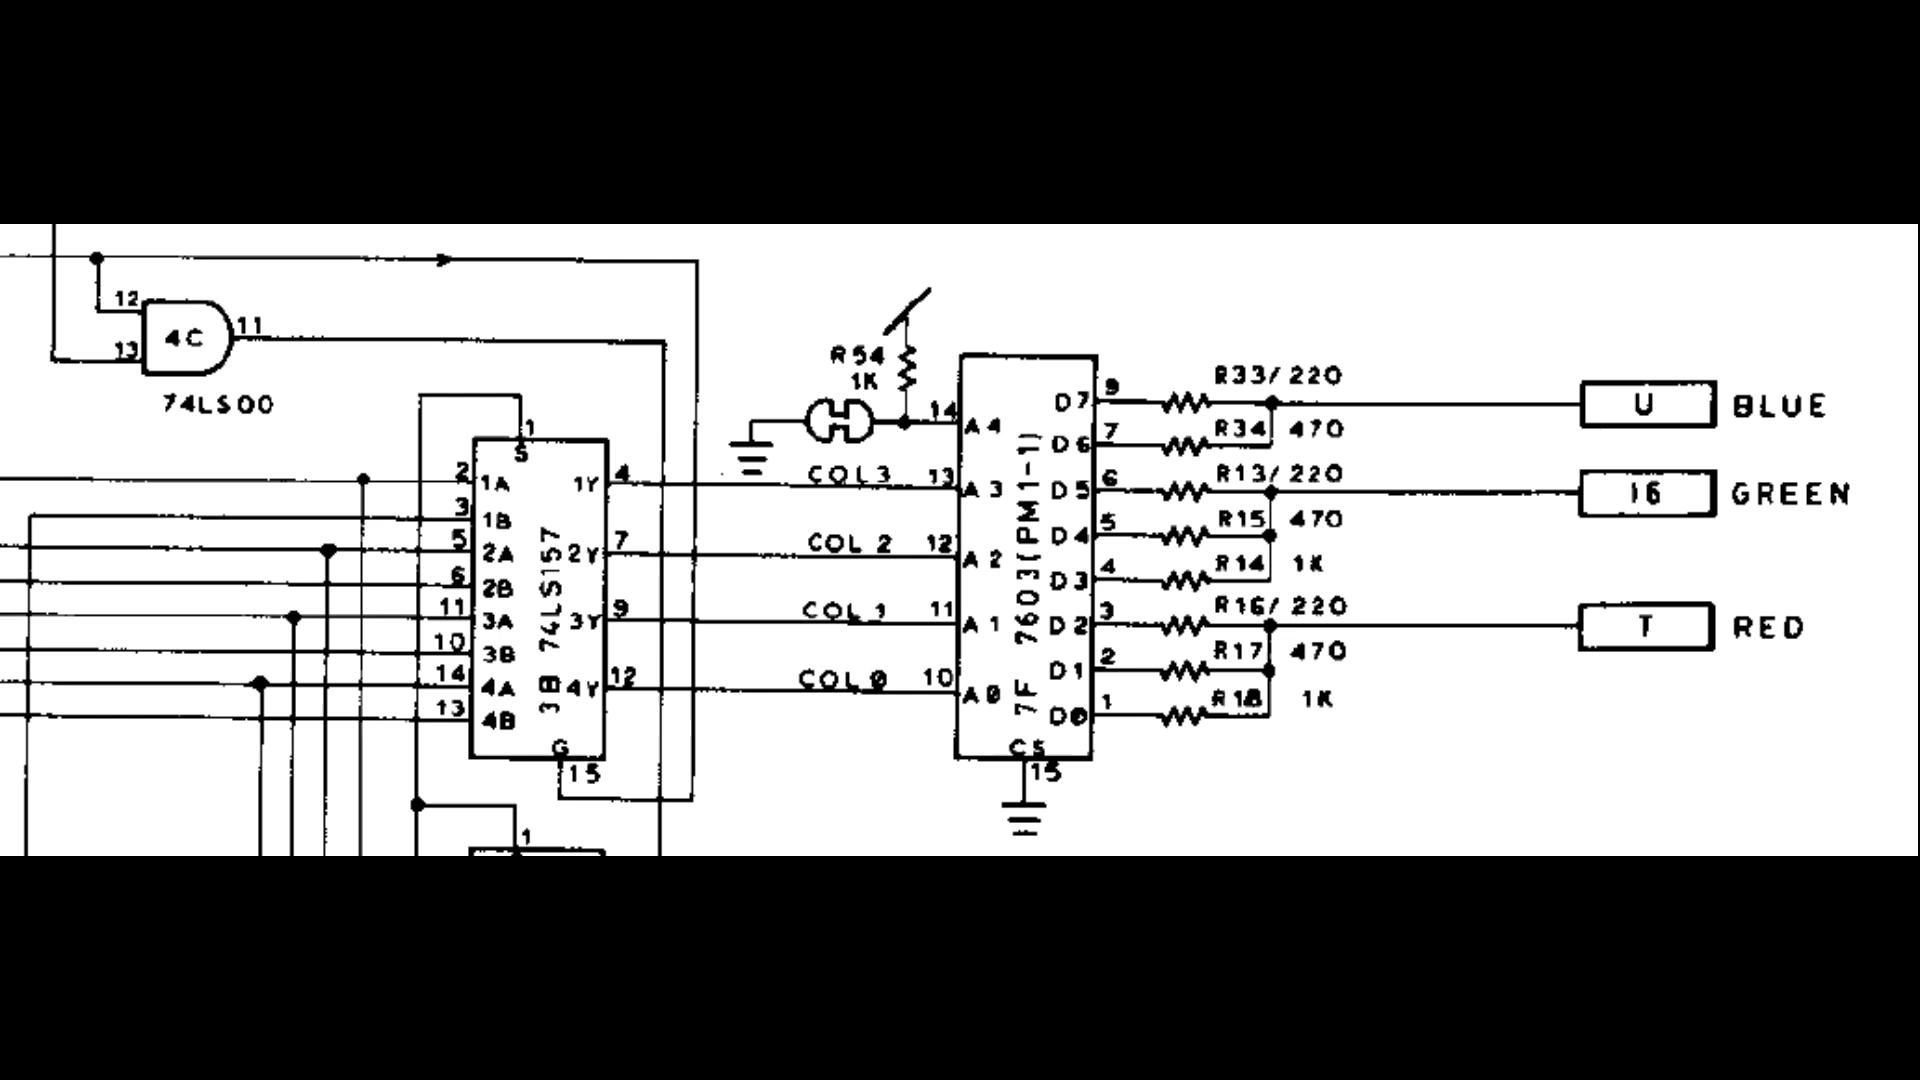 12
13
4C
11
74LS00
R54
1K
1
S
2
1A
3
1B
5
2A
6
2B
11
3A
10
3B
14
4A
13
4B
3B 74LS157
1Y
4
2Y
7
3Y
9
4Y
12
G
15
1
COL3
COL 2
COL 1
COL 0
14
A4
13
A3
12
A2
11
A1
10
A0
7F 7603(PM1-1)
CS
15
D7
9
R33/ 220
D6
7
R34 470
D5
6
R13/ 220
D4
5
R15 470
D3
4
R14 1K
D2
3
R16/ 220
D1
2
R17 470
D0
1
R18 1K
U BLUE
16 GREEN
T RED